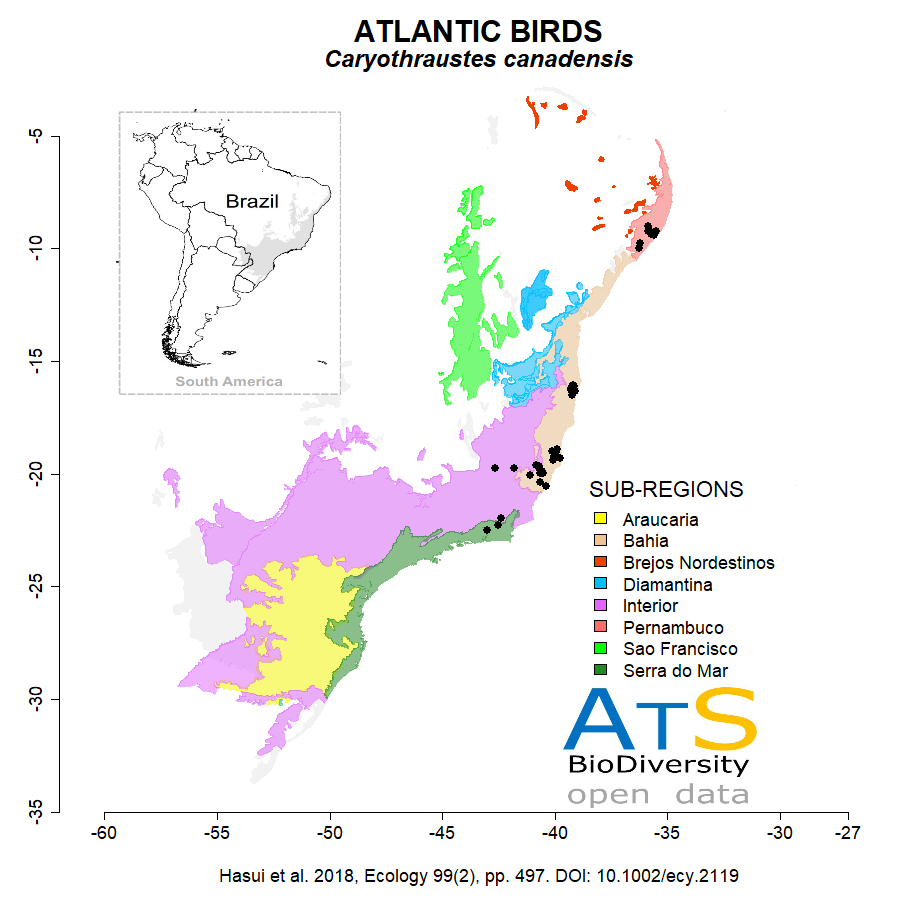 ATLANTIC BIRDS
Caryothraustes canadensis
Brazil
South America
-5
-10
-15
-20
-25
-30
-35
SUB-REGIONS
Araucaria
Bahia
Brejos Nordestinos
Diamantina
Interior
Pernambuco
Sao Francisco
Serra do Mar
ATS
BioDiversity
open data
-60 -55 -50 -45 -40 -35 -30 -27
Hasui et al. 2018, Ecology 99(2), pp. 497. DOI: 10.1002/ecy.2119